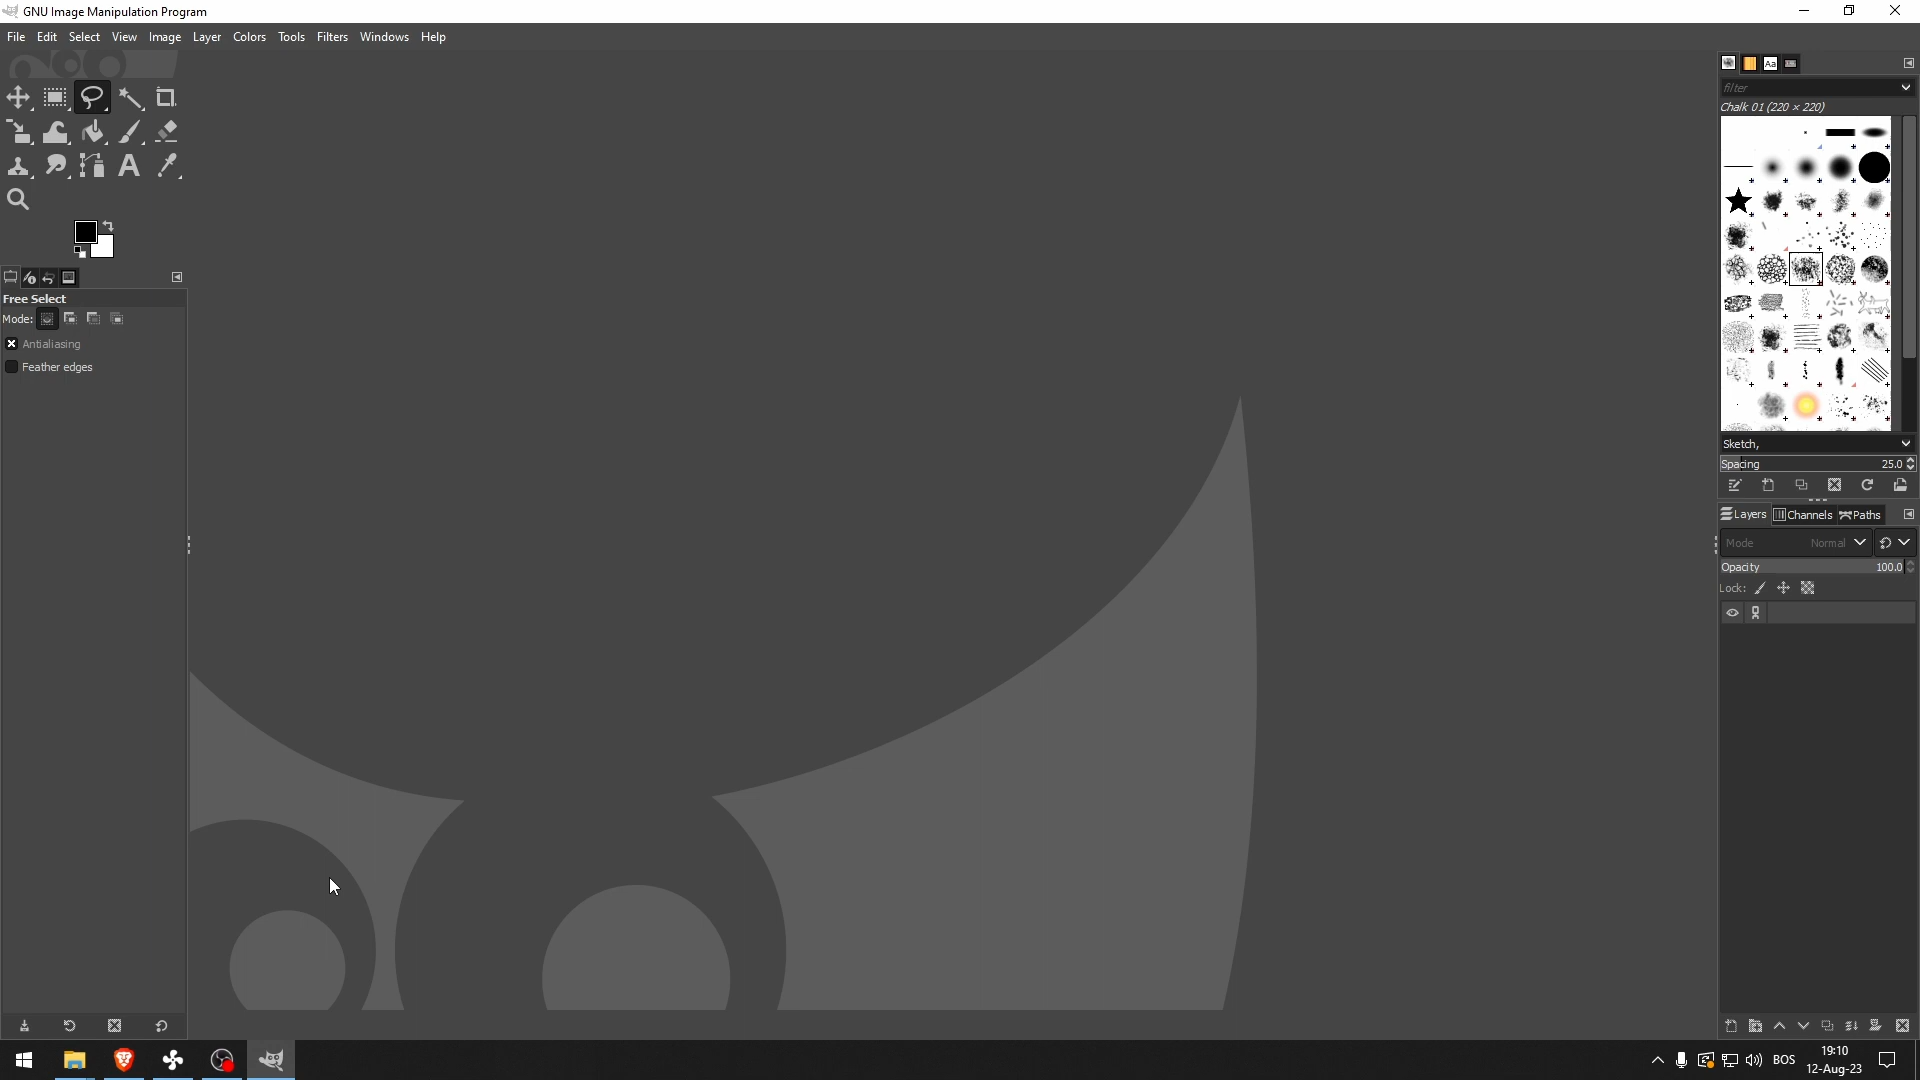 GNU Image Manipulation Program
File Edit Select View Image Layer Colors Tools Filters Windows Help
Free Select
Mode:
Antialiasing
Feather edges
Aa
filter
Chalk 01 (220 × 220)
Sketch,
Spacing 25.0
Layers Channels Paths
Mode Normal
Opacity 100.0
Lock:
BOS
19:10
12-Aug-23